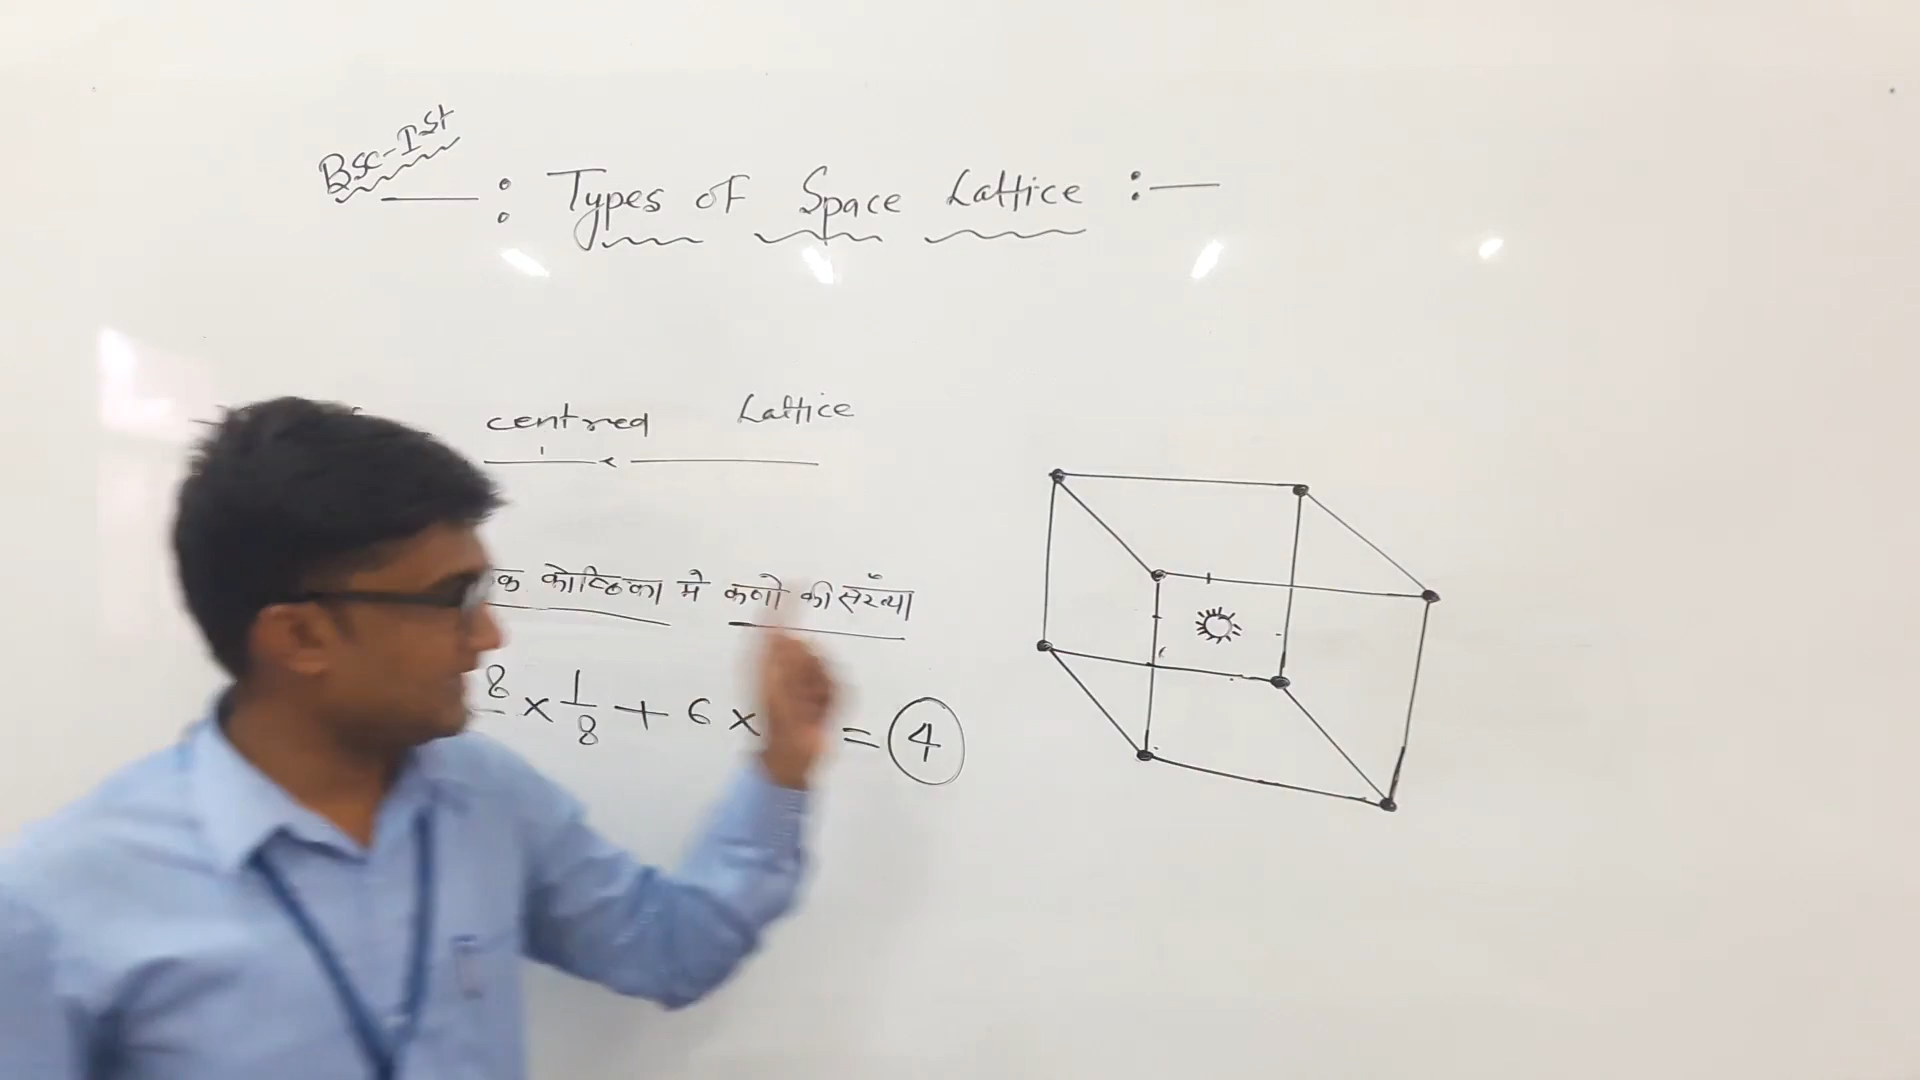 Bsc-Ist
: Types of Space Lattice :-
centred Lattice
क कोष्ठिका मे कणो की संख्या
8 × 1/8 + 6 × = 4